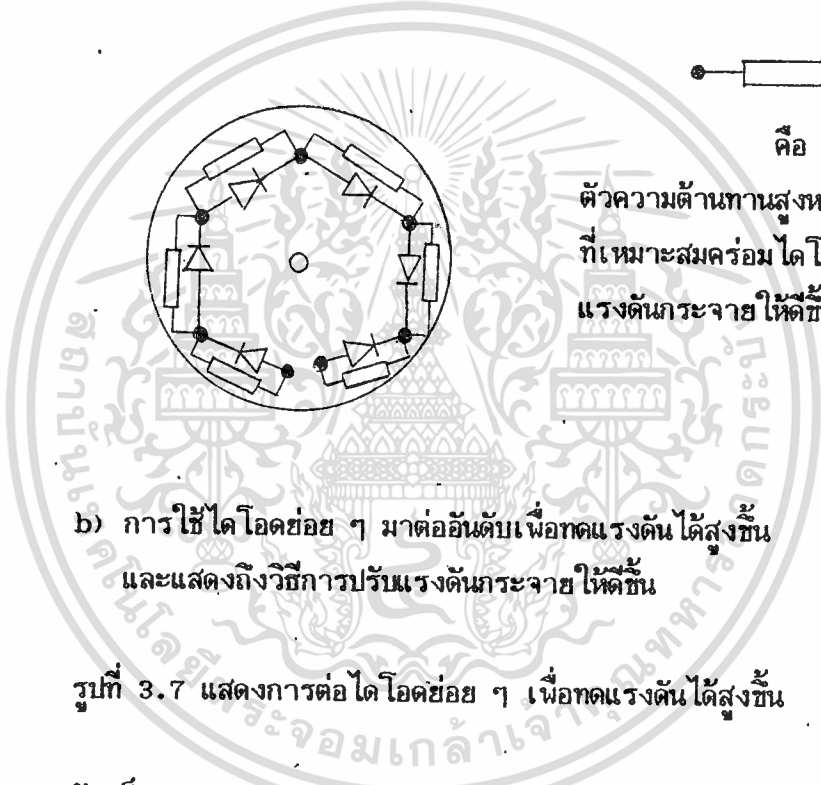 คือ
ตัวความต้านทานสูงห
ที่เหมาะสมคร่อมไดโ
แรงดันกระจายให้ดีขึ้
b) การใช้ไดโอดย่อย ๆ มาต่ออันดับเพื่อทดแรงดันได้สูงขึ้น
และแสดงถึงวิธีการปรับแรงดันกระจายให้ดีขึ้น
รูปที่ 3.7 แสดงการต่อไดโอดย่อย ๆ เพื่อทดแรงดันได้สูงขึ้น